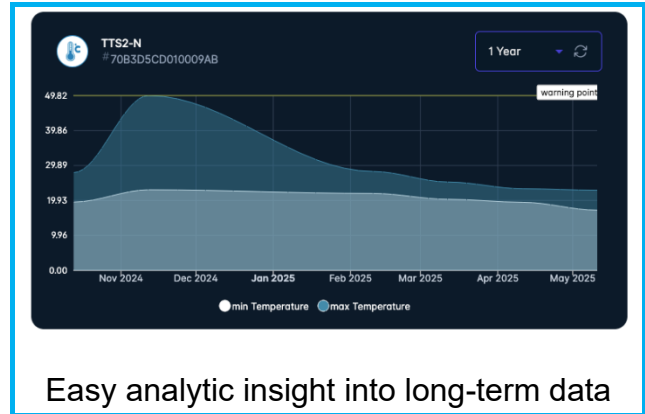 TTS2-N
#70B3D5CD010009AB
1 Year
warning point
49.82
39.86
29.89
19.93
9.96
0.00
Nov 2024 Dec 2024 Jan 2025 Feb 2025 Mar 2025 Apr 2025 May 2025
min Temperature max Temperature
Easy analytic insight into long-term data